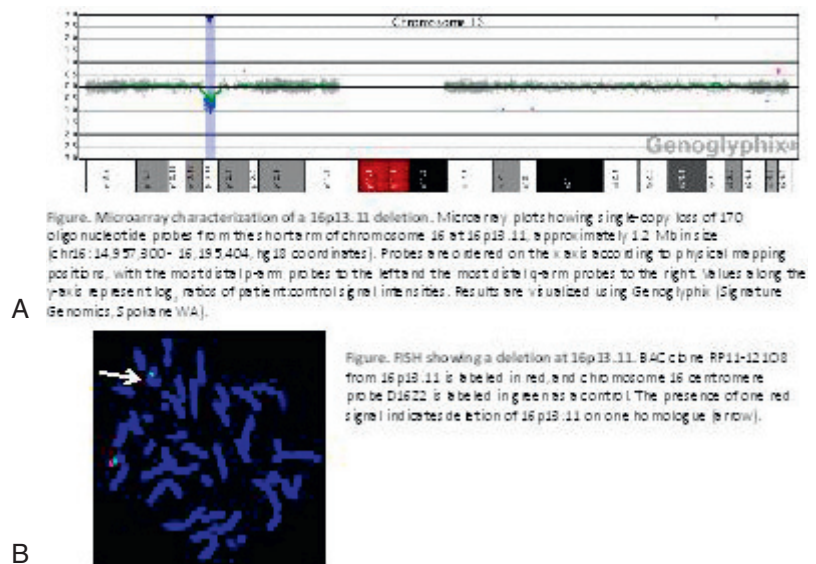 Chromosome 16
Genoglyphix
Figure. Microarray characterization of a 16p13.11 deletion. Microarray plots showing single-copy loss of 170
oligonucleotide probes from the short arm of chromosome 16 at 16p13.11, approximately 1.2 Mb in size
(chr16:14,957,300- 16,195,404, hg18 coordinates). Probes are ordered on the x axis according to physical mapping
positions, with the most distal p-arm probes to the left and the most distal q-arm probes to the right. Values along the
y-axis represent log₂ ratios of patient:control signal intensities. Results are visualized using Genoglyphix (Signature
Genomics, Spokane WA).
A
Figure. FISH showing a deletion at 16p13.11. BAC clone RP11-121O8
from 16p13.11 is labeled in red, and chromosome 16 centromere
probe D16Z2 is labeled in green as a control. The presence of one red
signal indicates deletion of 16p13.11 on one homologue (arrow).
B